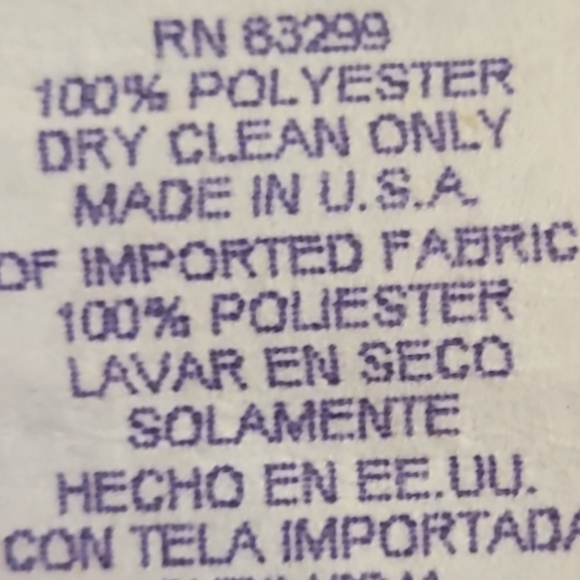 RN 83299
100% POLYESTER
DRY CLEAN ONLY
MADE IN U.S.A.
OF IMPORTED FABRIC
100% POLIESTER
LAVAR EN SECO
SOLAMENTE
HECHO EN EE.UU.
CON TELA IMPORTADA